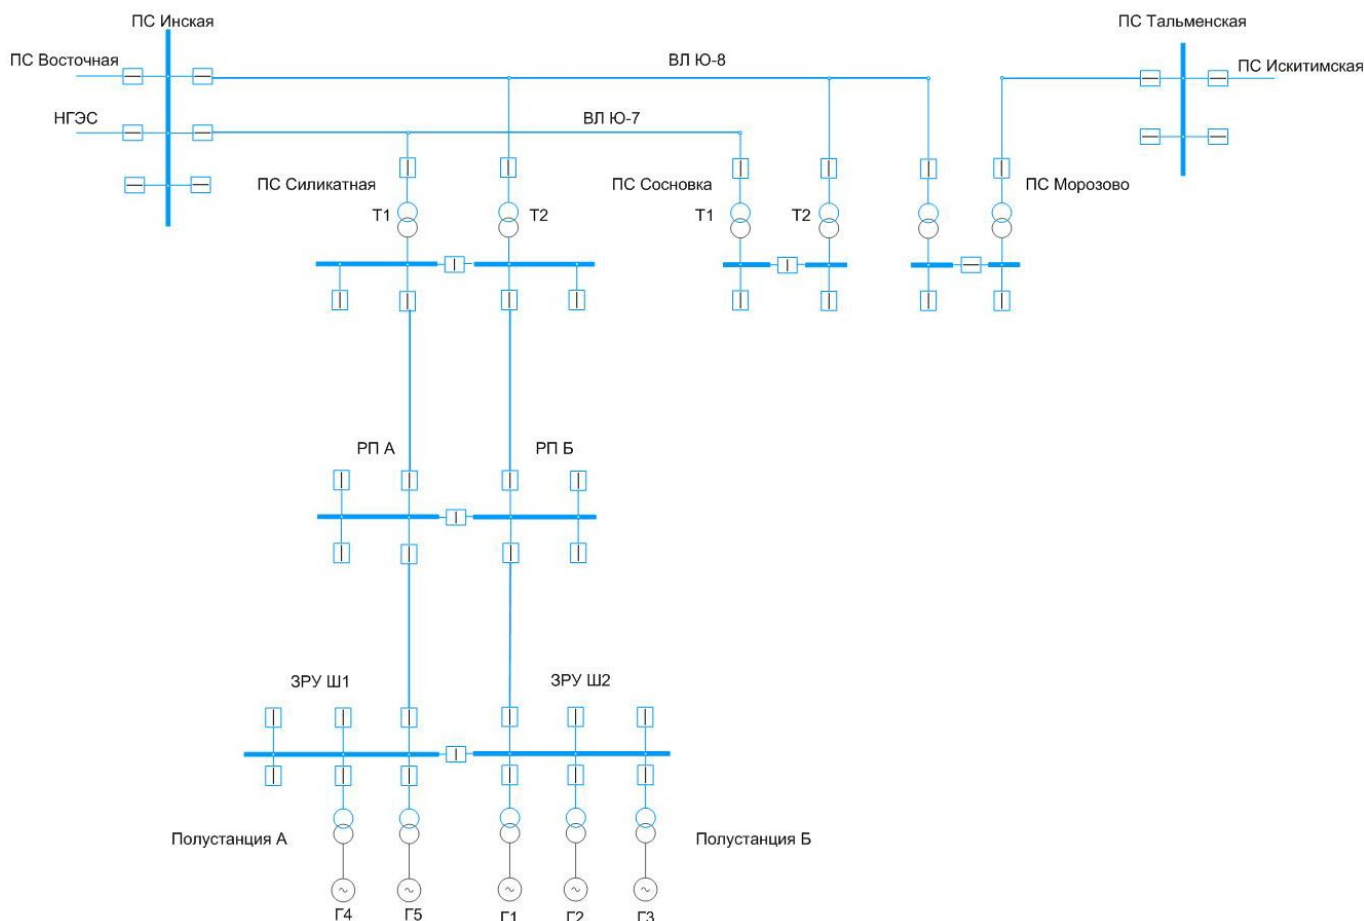 ПС Инская
ПС Тальменская
ПС Восточная
ВЛ Ю-8
ПС Искитимская
НГЭС
ВЛ Ю-7
ПС Силикатная
ПС Сосновка
ПС Морозово
Т1
Т2
Т1
Т2
РП А
РП Б
ЗРУ Ш1
ЗРУ Ш2
Полустанция А
Полустанция Б
Г4
Г5
Г1
Г2
Г3